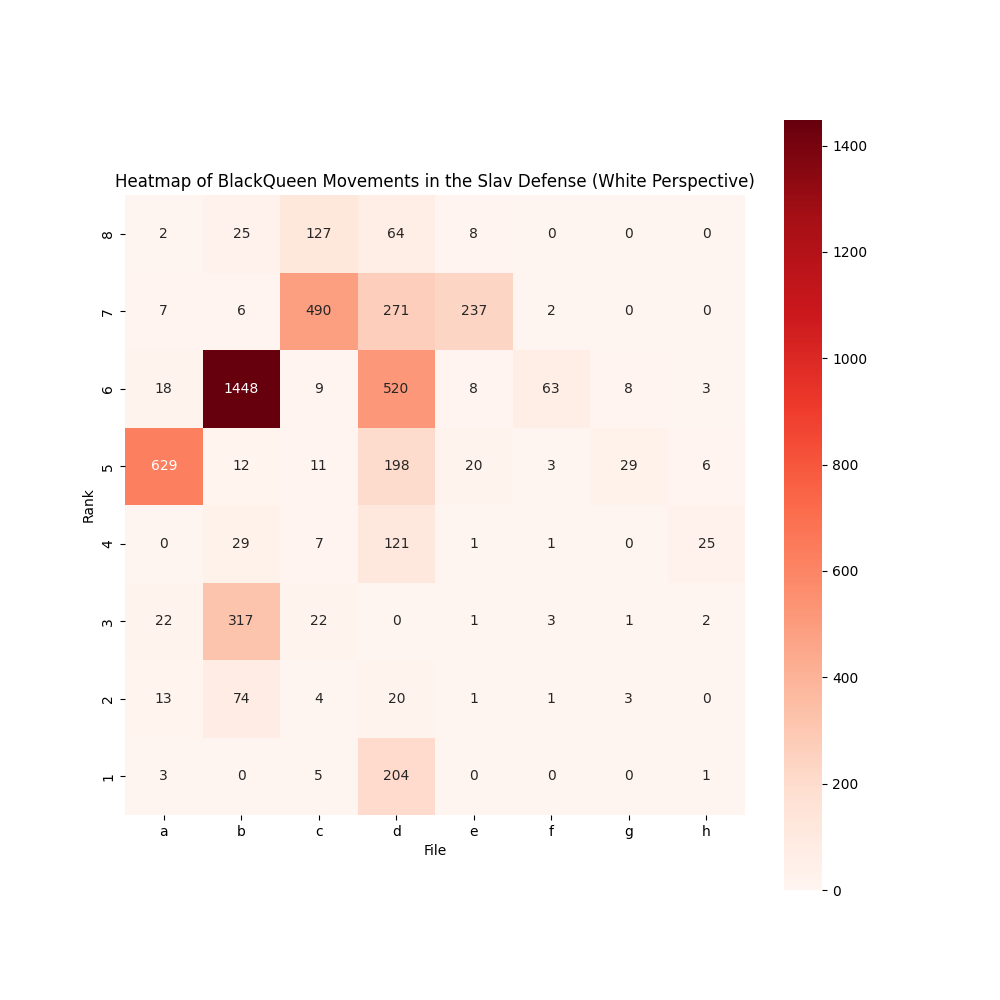 Heatmap of BlackQueen Movements in the Slav Defense (White Perspective)
8 2 25 127 64 8 0 0 0
7 7 6 490 271 237 2 0 0
6 18 1448 9 520 8 63 8 3
5 629 12 11 198 20 3 29 6
4 0 29 7 121 1 1 0 25
3 22 317 22 0 1 3 1 2
2 13 74 4 20 1 1 3 0
1 3 0 5 204 0 0 0 1
a b c d e f g h
File
Rank
1400
1200
1000
800
600
400
200
0